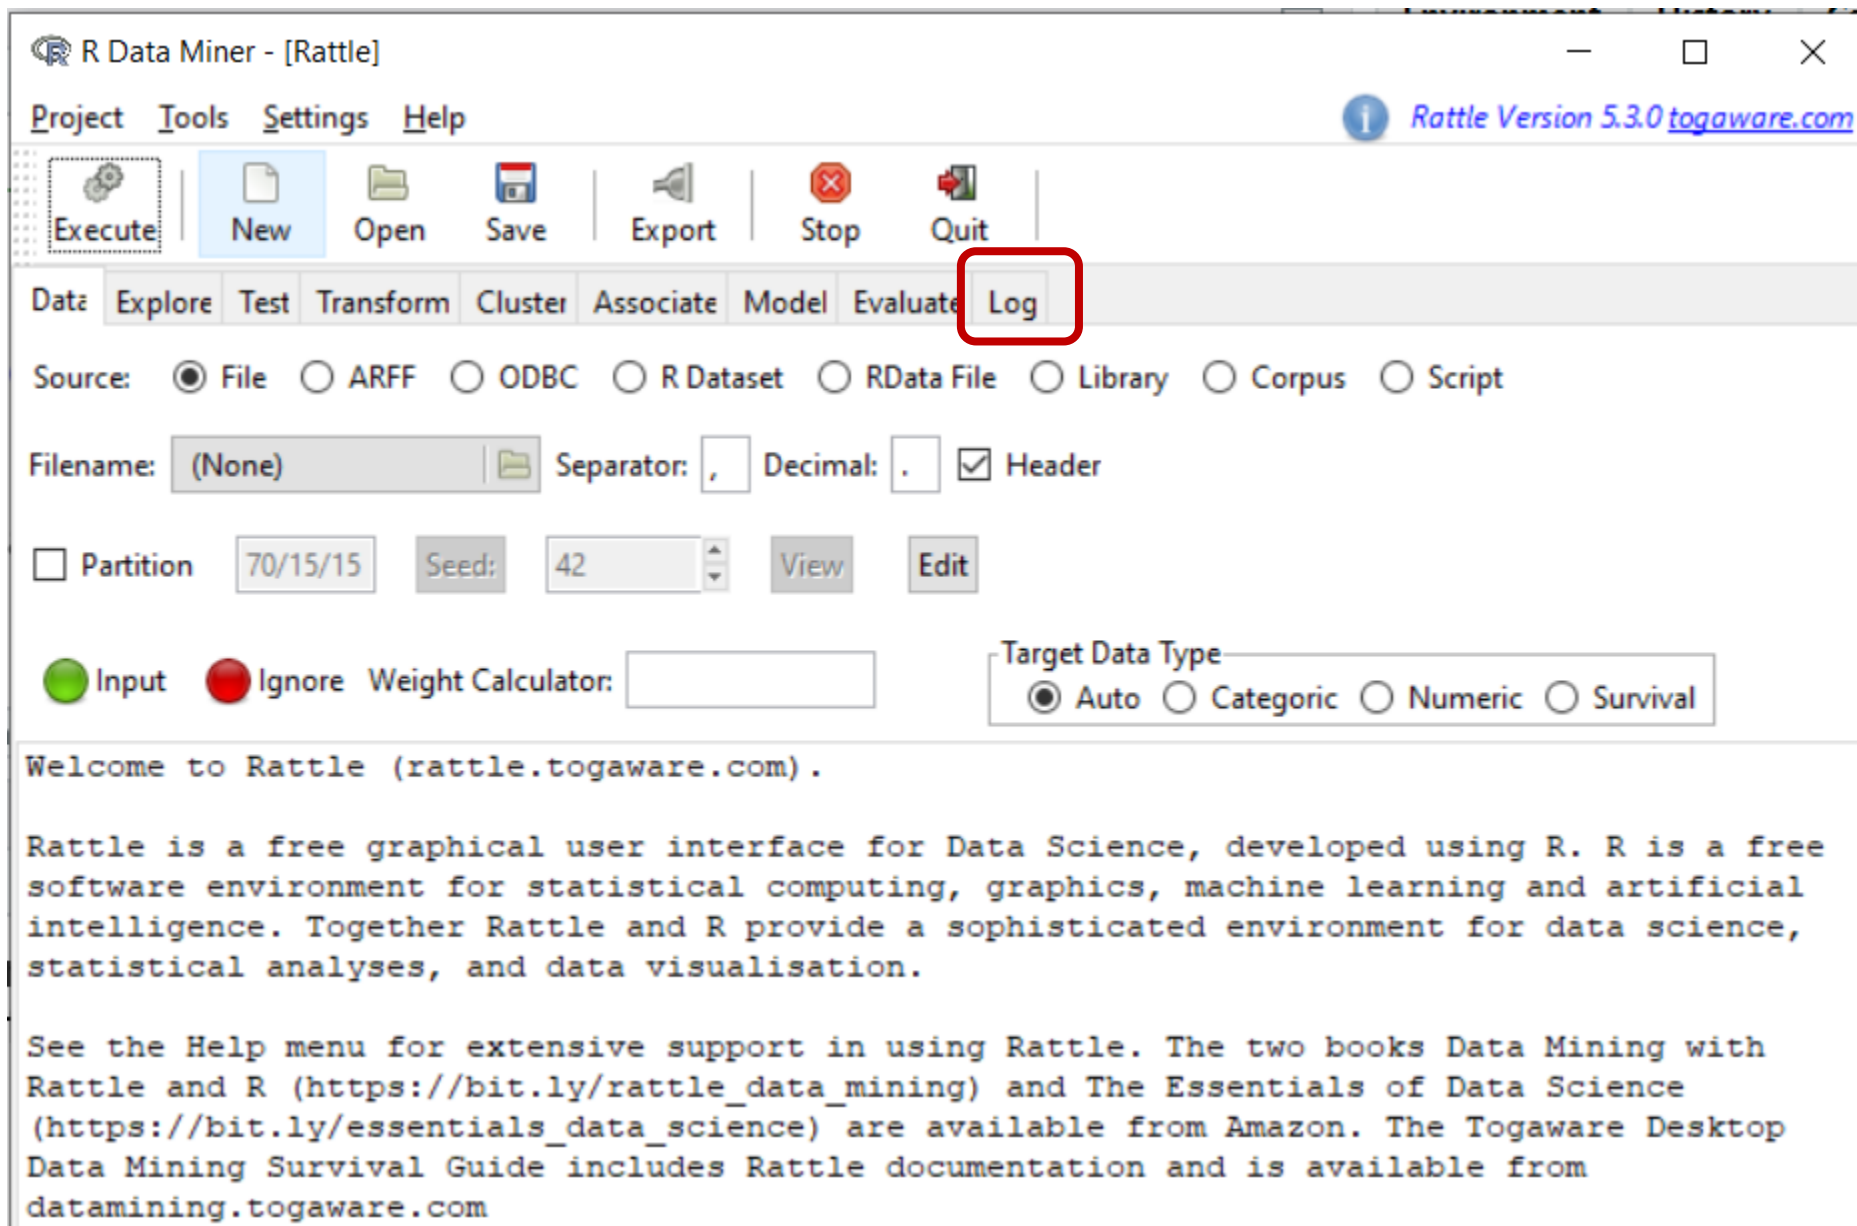 R Data Miner - [Rattle]
Project Tools Settings Help Rattle Version 5.3.0 togaware.com
Execute New Open Save Export Stop Quit
Data Explore Test Transform Cluster Associate Model Evaluate Log
Source: File ARFF ODBC R Dataset RData File Library Corpus Script
Filename: (None) Separator: , Decimal: . Header
Partition 70/15/15 Seed: 42 View Edit
Target Data Type
Input Ignore Weight Calculator: Auto Categoric Numeric Survival
Welcome to Rattle (rattle.togaware.com).
Rattle is a free graphical user interface for Data Science, developed using R. R is a free
software environment for statistical computing, graphics, machine learning and artificial
intelligence. Together Rattle and R provide a sophisticated environment for data science,
statistical analyses, and data visualisation.
See the Help menu for extensive support in using Rattle. The two books Data Mining with
Rattle and R (https://bit.ly/rattle_data_mining) and The Essentials of Data Science
(https://bit.ly/essentials_data_science) are available from Amazon. The Togaware Desktop
Data Mining Survival Guide includes Rattle documentation and is available from
datamining.togaware.com